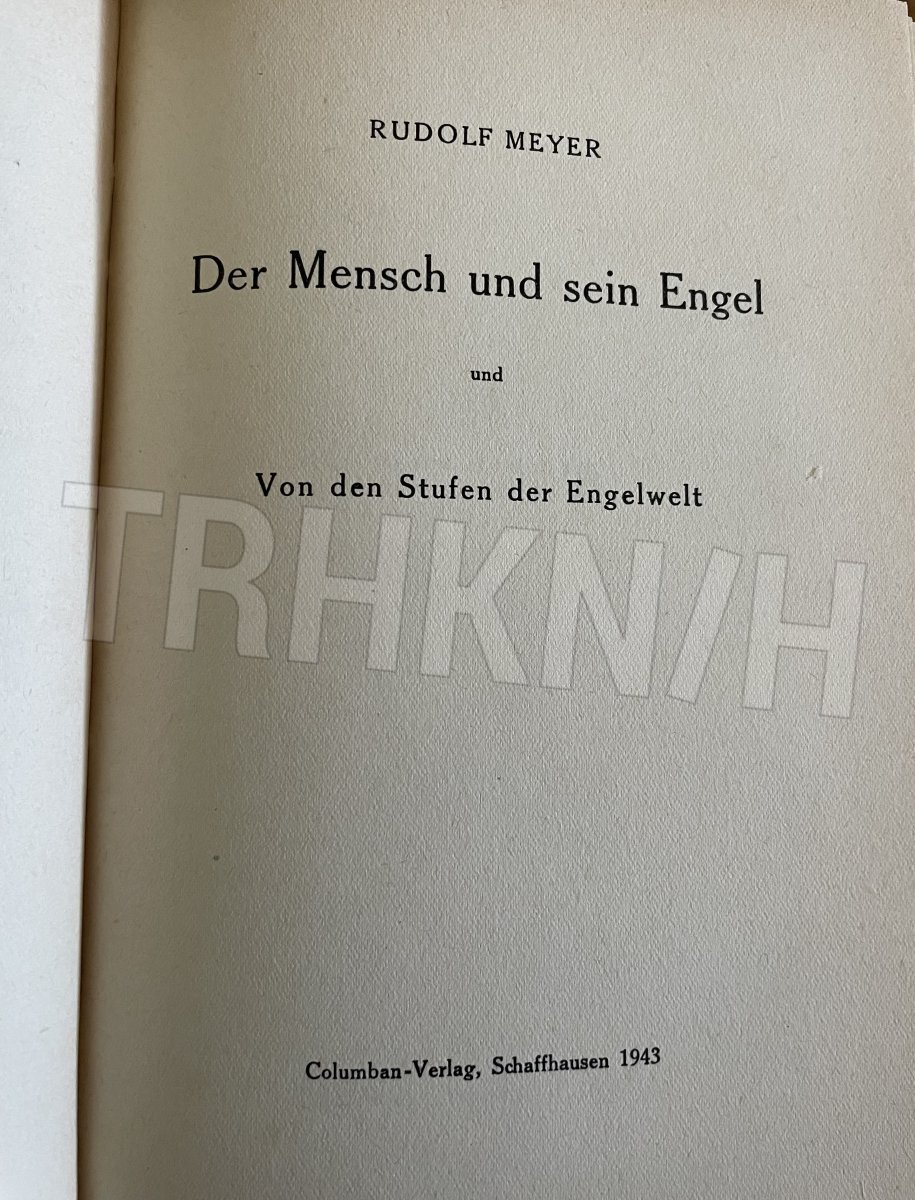 RUDOLF MEYER
Der Mensch und sein Engel
und
Von den Stufen der Engelwelt
TRHKN/H
Columban-Verlag, Schaffhausen 1943